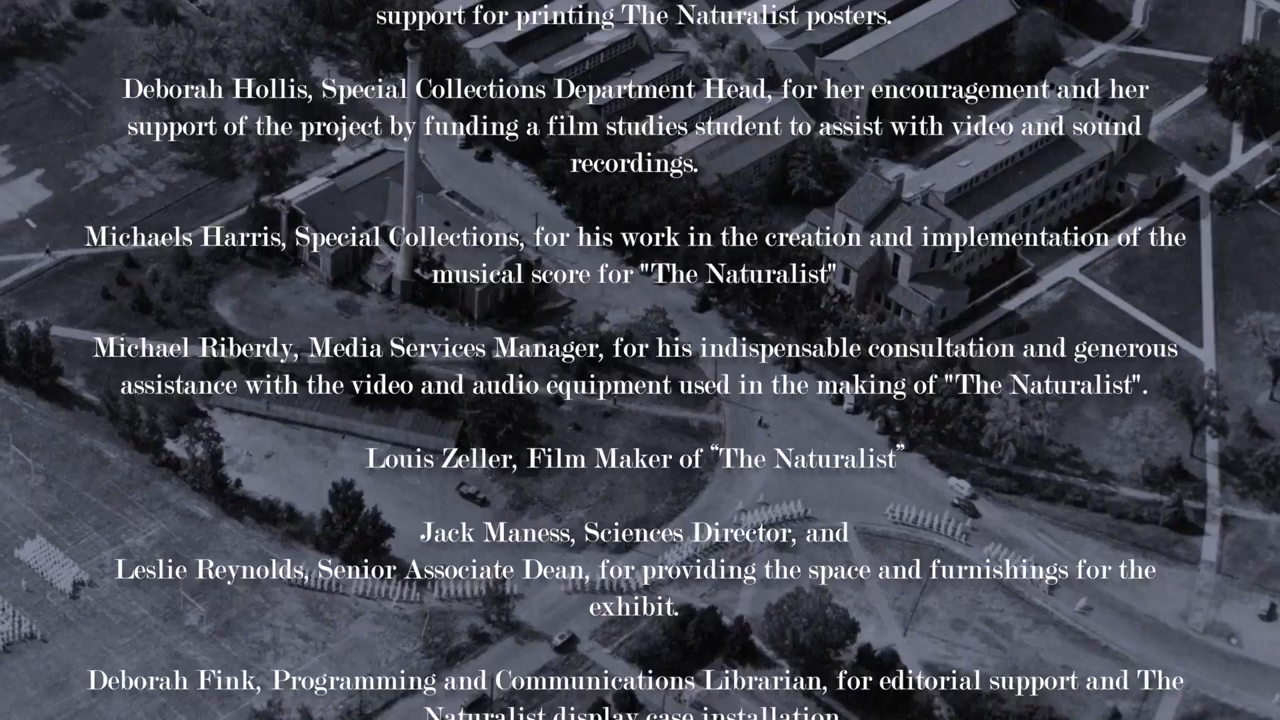 support for printing The Naturalist posters.
Deborah Hollis, Special Collections Department Head, for her encouragement and her
support of the project by funding a film studies student to assist with video and sound
recordings.
Michaels Harris, Special Collections, for his work in the creation and implementation of the
musical score for "The Naturalist"
Michael Riberdy, Media Services Manager, for his indispensable consultation and generous
assistance with the video and audio equipment used in the making of "The Naturalist".
Louis Zeller, Film Maker of “The Naturalist”
Jack Maness, Sciences Director, and
Leslie Reynolds, Senior Associate Dean, for providing the space and furnishings for the
exhibit.
Deborah Fink, Programming and Communications Librarian, for editorial support and The
Naturalist display case installation.